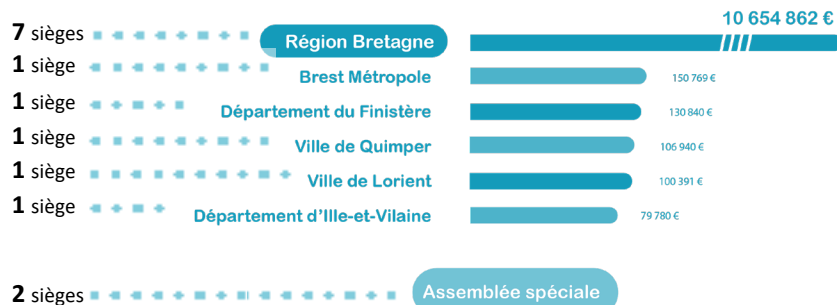 10 654 862 €
7 sièges Région Bretagne
1 siège Brest Métropole 150 769 €
1 siège Département du Finistère 130 840 €
1 siège Ville de Quimper 106 940 €
1 siège Ville de Lorient 100 391 €
1 siège Département d'Ille-et-Vilaine 79 780 €
2 sièges Assemblée spéciale